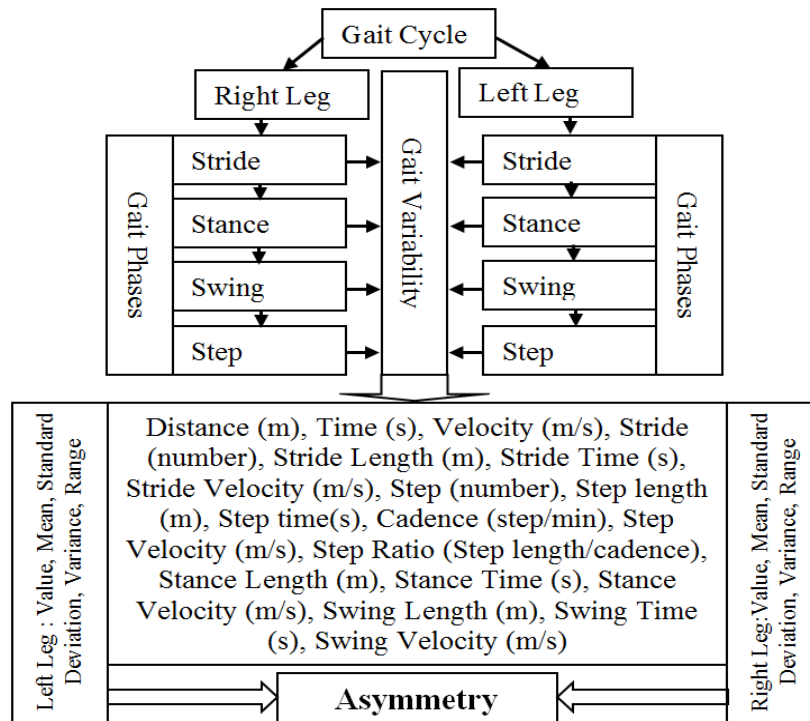 Gait Cycle
Right Leg
Left Leg
Gait Phases
Stride
Stance
Swing
Step
Gait Variability
Stride
Stance
Swing
Step
Gait Phases
Left Leg : Value, Mean, Standard
Deviation, Variance, Range
Distance (m), Time (s), Velocity (m/s), Stride
(number), Stride Length (m), Stride Time (s),
Stride Velocity (m/s), Step (number), Step length
(m), Step time(s), Cadence (step/min), Step
Velocity (m/s), Step Ratio (Step length/cadence),
Stance Length (m), Stance Time (s), Stance
Velocity (m/s), Swing Length (m), Swing Time
(s), Swing Velocity (m/s)
Right Leg:Value, Mean, Standard
Deviation, Variance, Range
Asymmetry